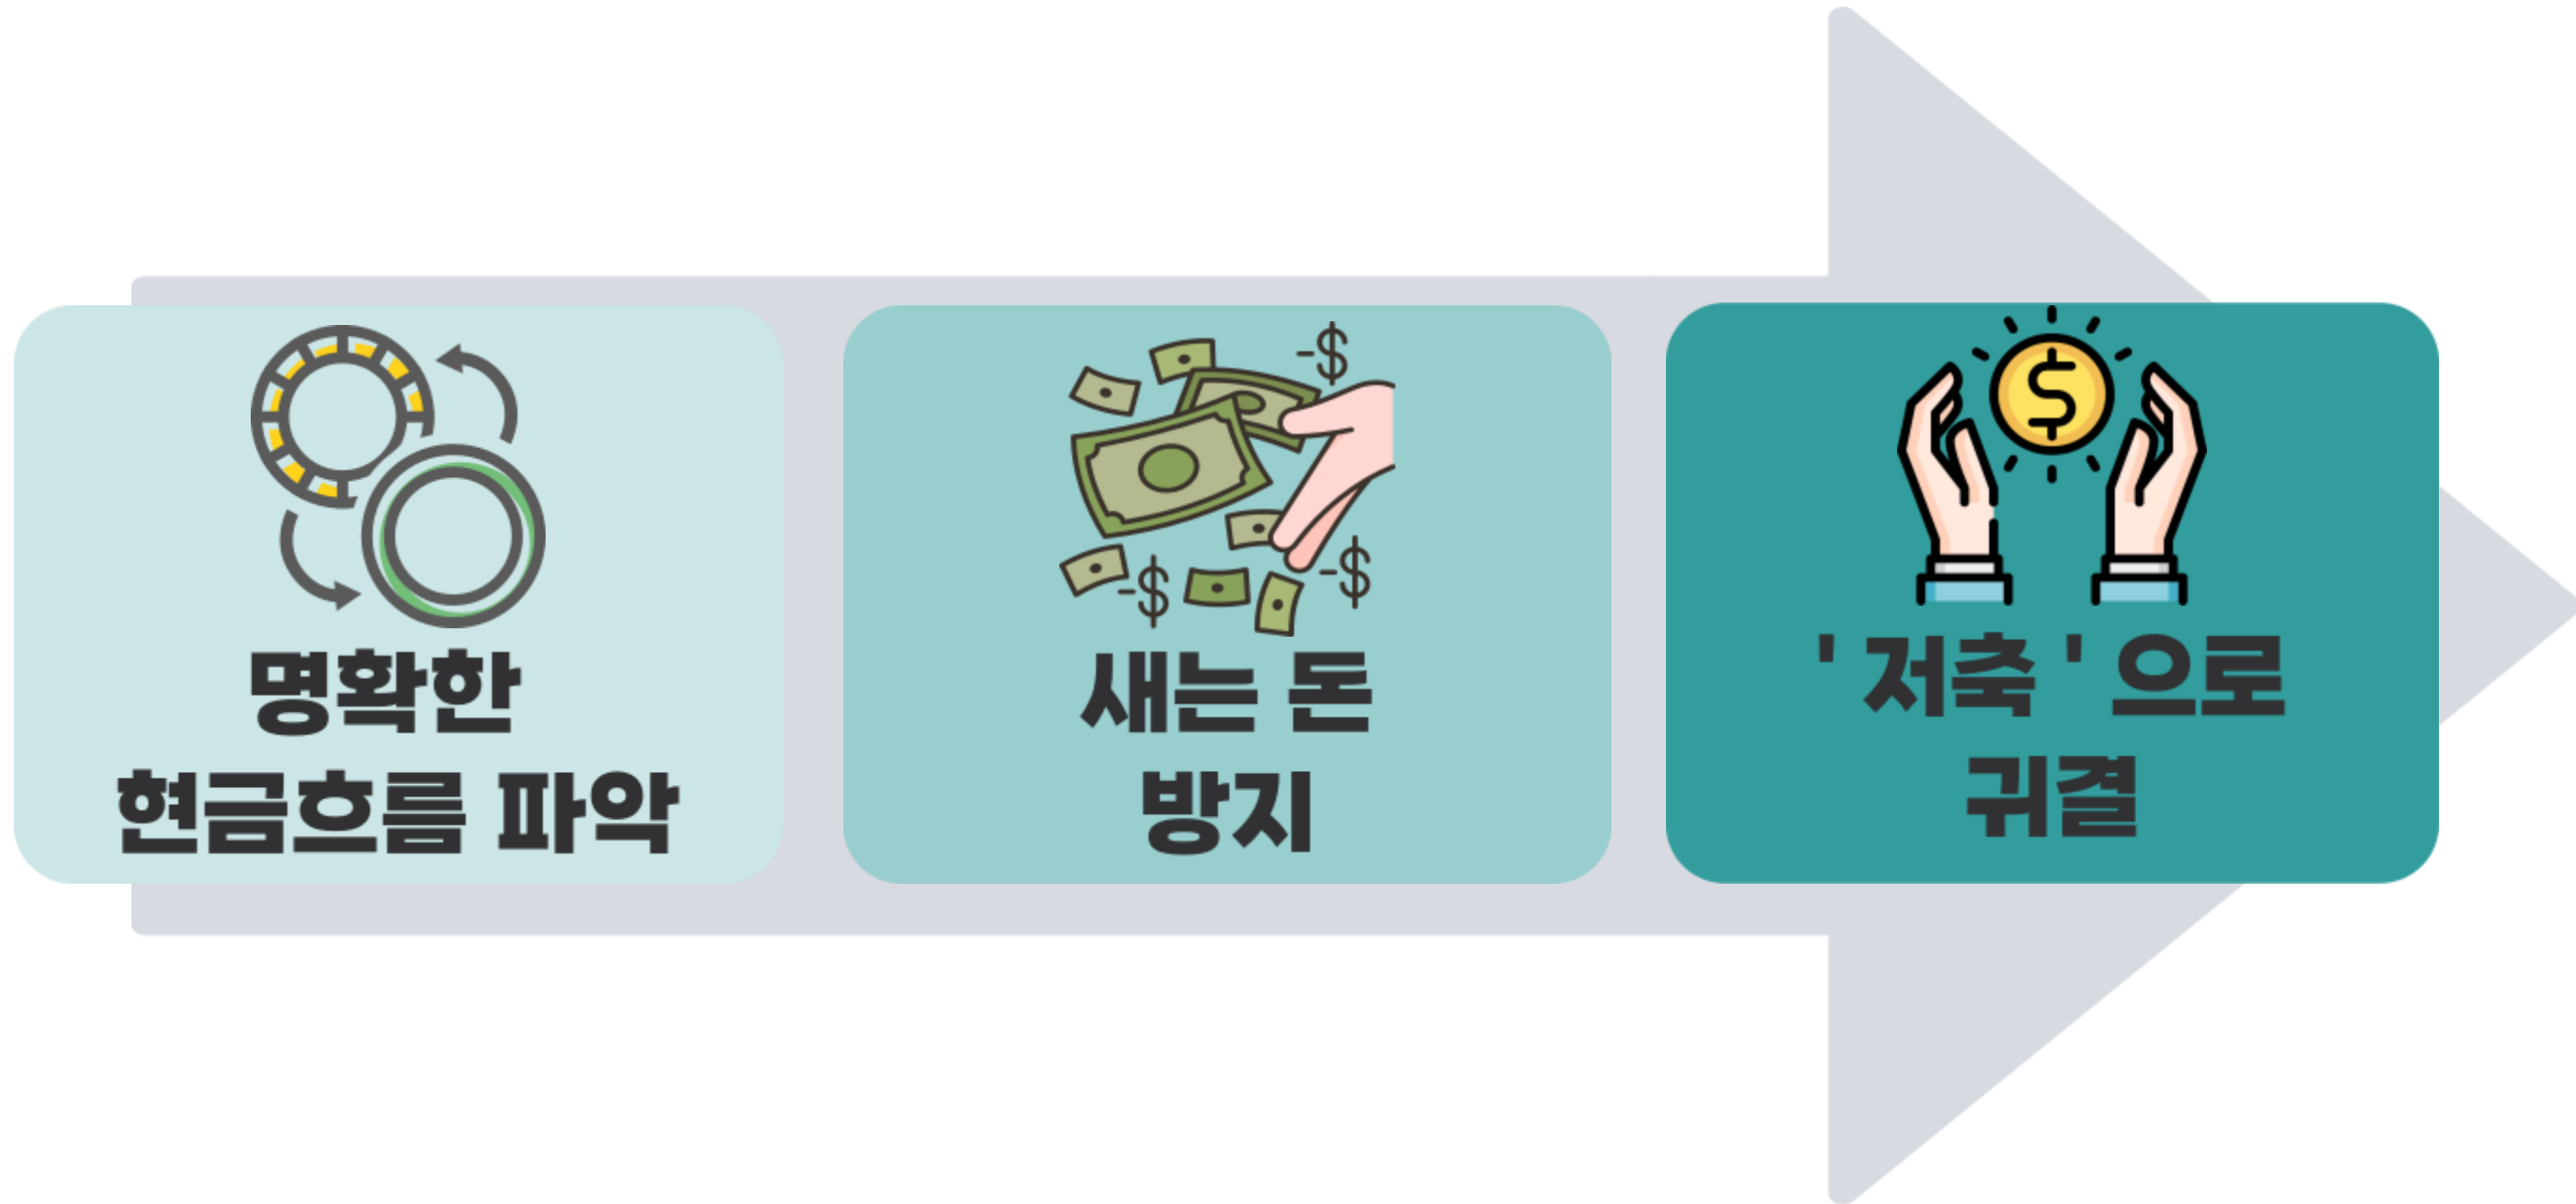 명확한
현금흐름 파악
-$
-$
-$
새는 돈
방지
$
' 저축 ' 으로
귀결